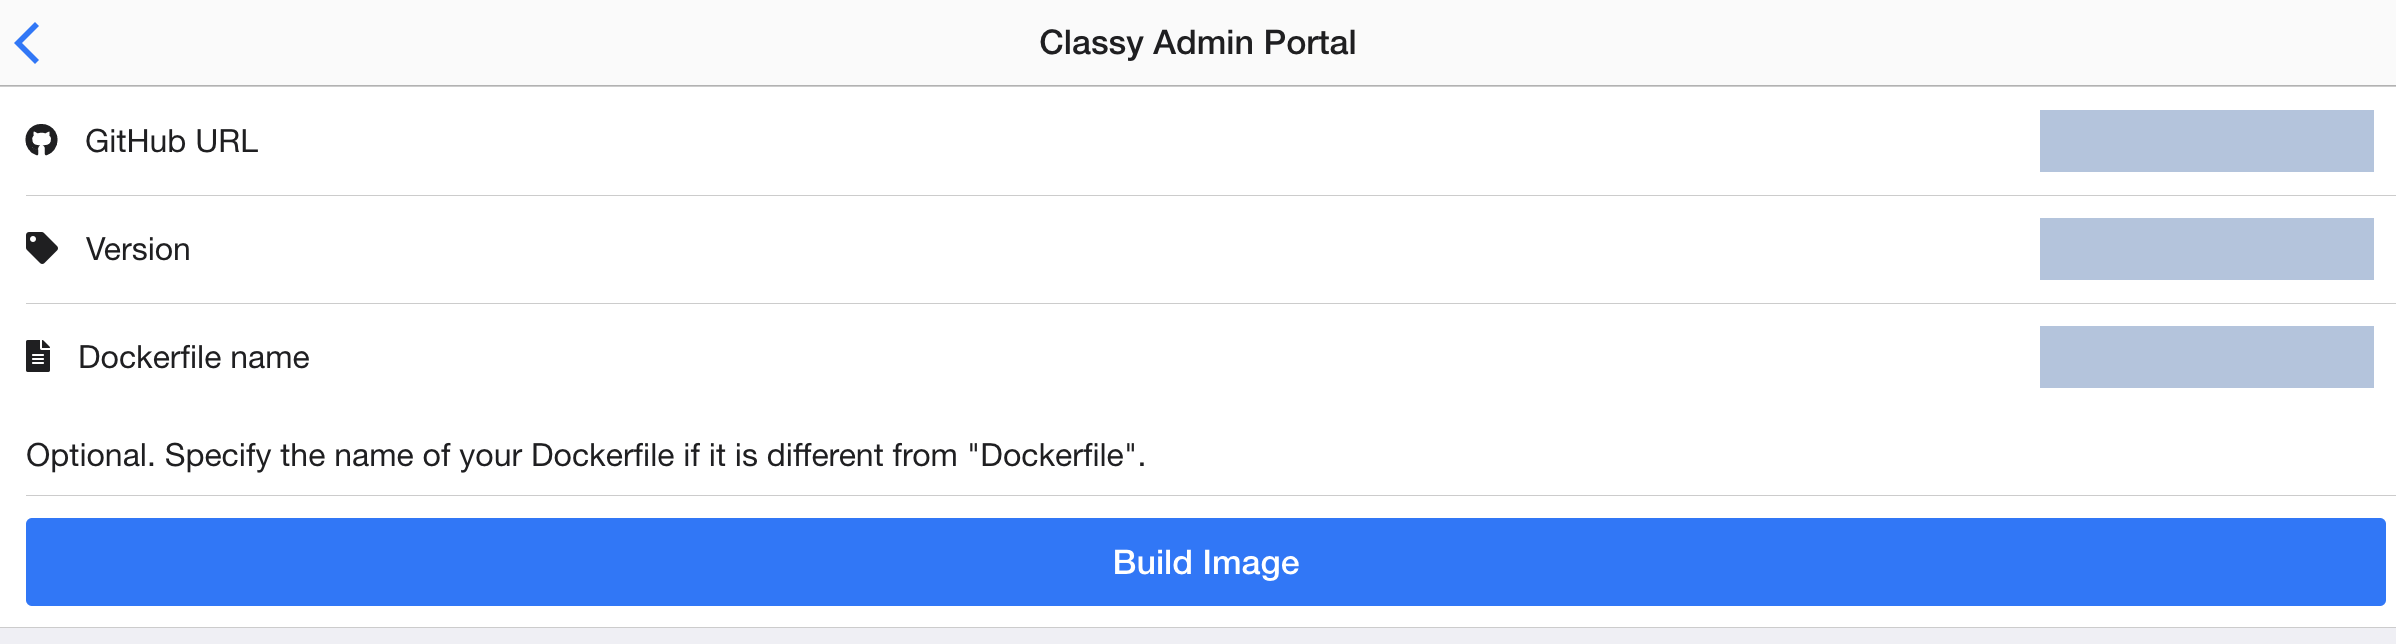 Classy Admin Portal
GitHub URL
Version
Dockerfile name
Optional. Specify the name of your Dockerfile if it is different from "Dockerfile".
Build Image